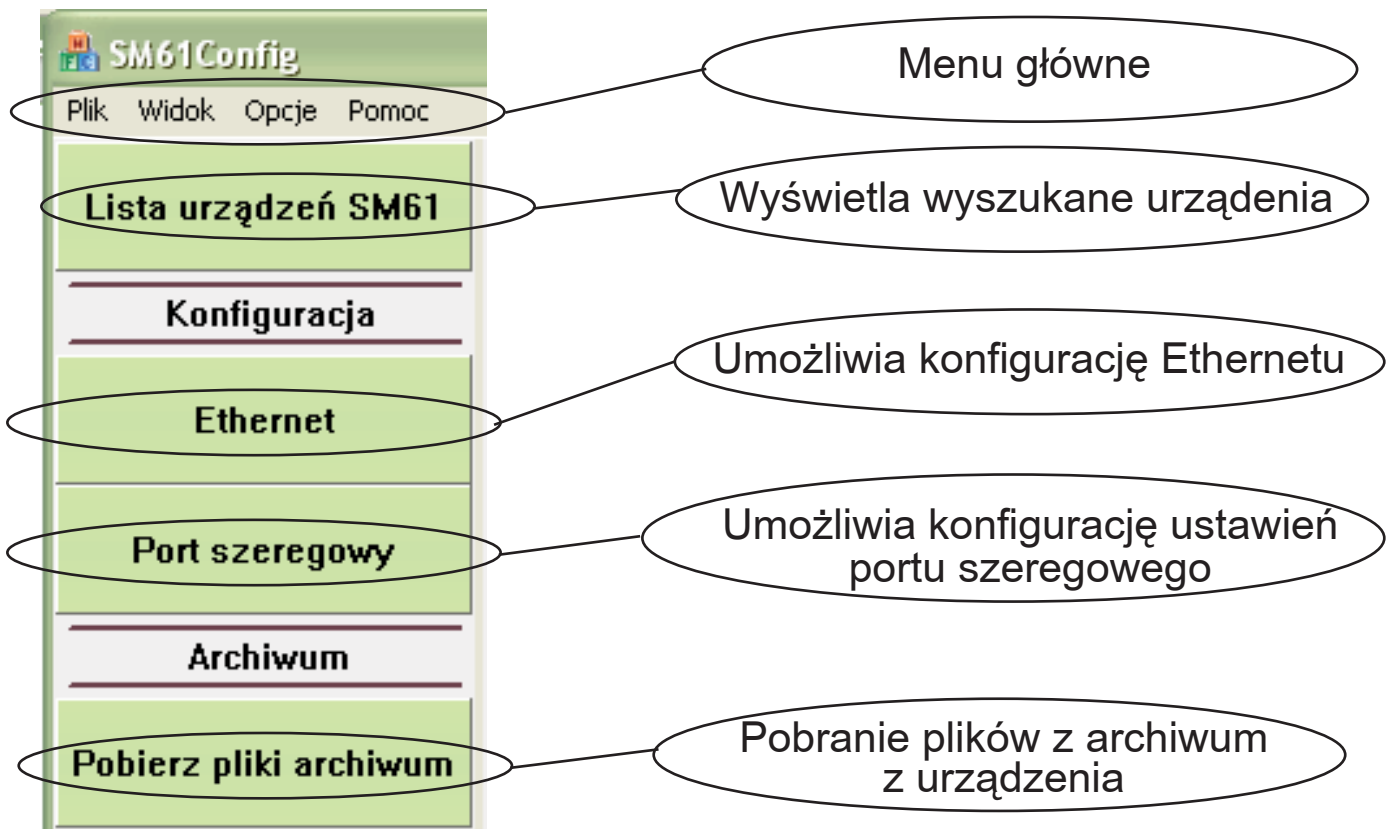 SM61Config
Menu główne
Plik Widok Opcje Pomoc
Lista urządzeń SM61
Wyświetla wyszukane urządenia
Konfiguracja
Umożliwia konfigurację Ethernetu
Ethernet
Umożliwia konfigurację ustawień
portu szeregowego
Port szeregowy
Archiwum
Pobranie plików z archiwum
z urządzenia
Pobierz pliki archiwum